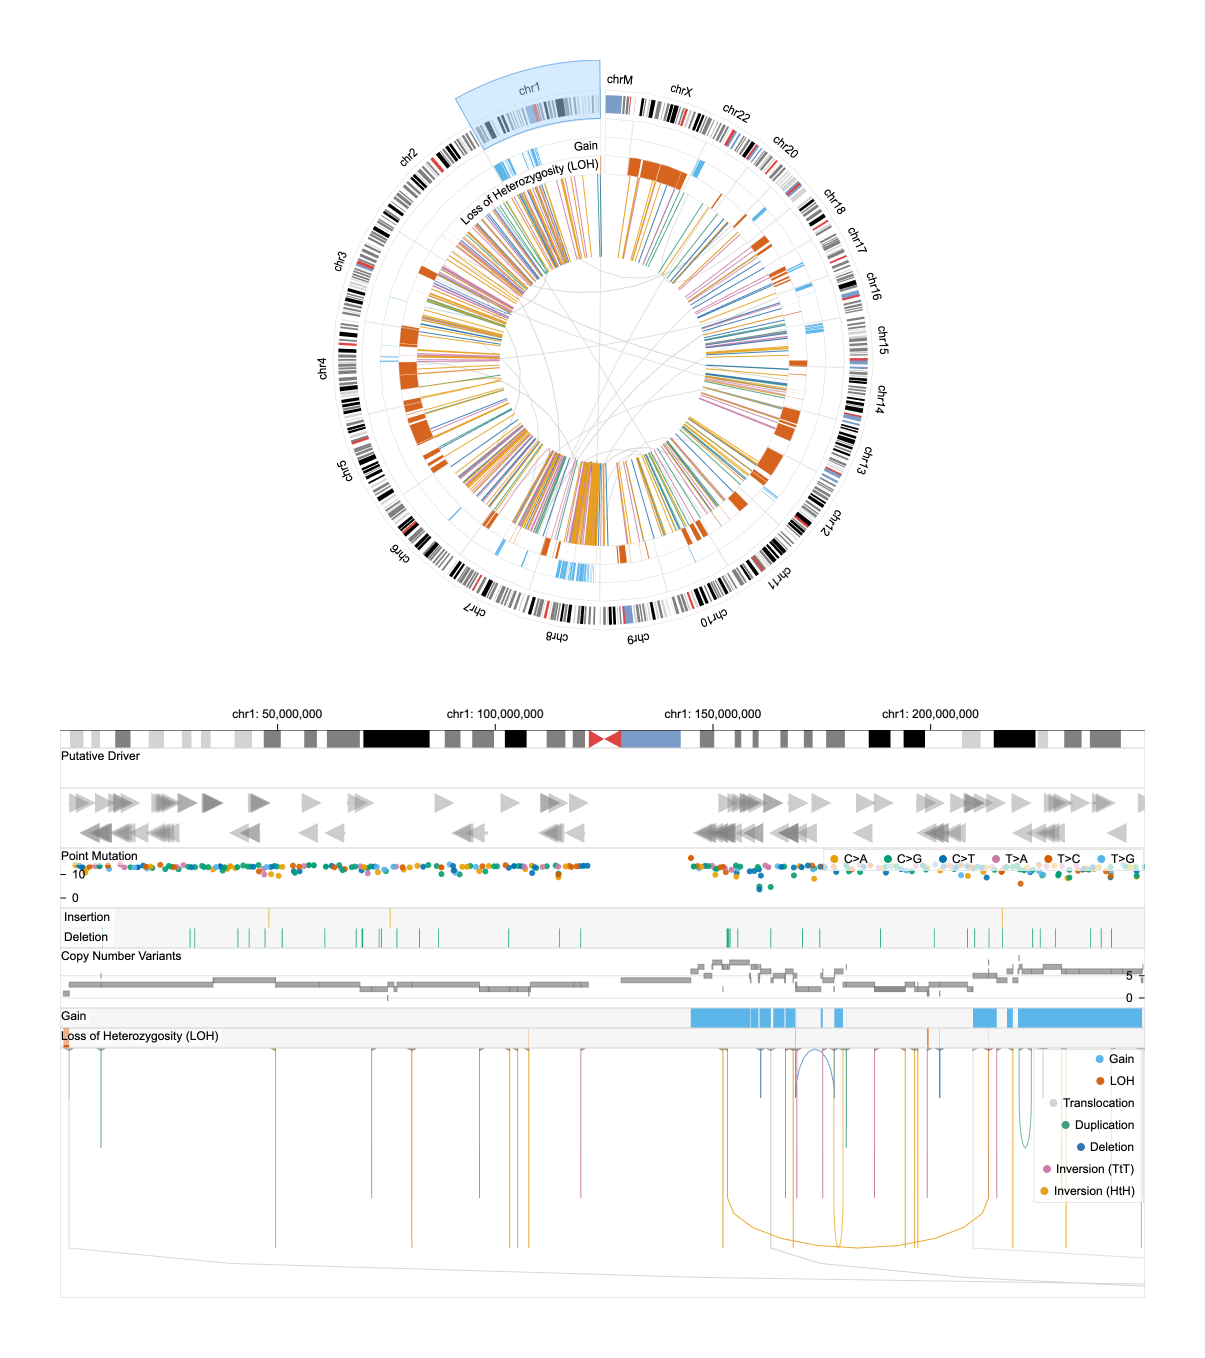 chrM
chrX
chr22
chr20
chr18
chr17
chr16
chr15
chr14
chr13
chr12
chr11
chr10
chr9
chr8
chr7
chr6
chr5
chr4
chr3
chr2
chr1
Gain
Loss of Heterozygosity (LOH)
chr1: 50,000,000
chr1: 100,000,000
chr1: 150,000,000
chr1: 200,000,000
Putative Driver
Point Mutation
C>A C>G C>T T>A T>C T>G
10
0
Insertion
Deletion
Copy Number Variants
5
0
Gain
Loss of Heterozygosity (LOH)
Gain
LOH
Translocation
Duplication
Deletion
Inversion (TtT)
Inversion (HtH)